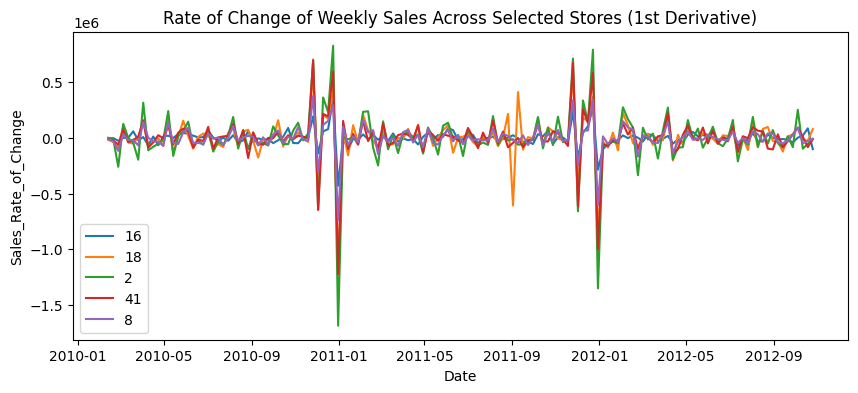 Rate of Change of Weekly Sales Across Selected Stores (1st Derivative)
1e6
0.5
0.0
−0.5
−1.0
−1.5
Sales_Rate_of_Change
16
18
2
41
8
2010-01 2010-05 2010-09 2011-01 2011-05 2011-09 2012-01 2012-05 2012-09
Date